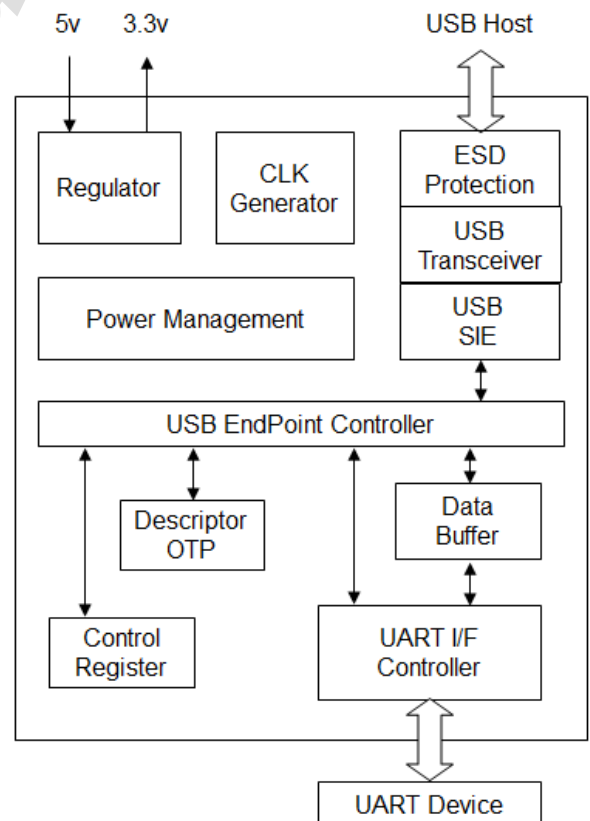 5v 3.3v USB Host
Regulator
CLK
Generator
ESD
Protection
USB
Transceiver
Power Management
USB
SIE
USB EndPoint Controller
Descriptor
OTP
Data
Buffer
Control
Register
UART I/F
Controller
UART Device